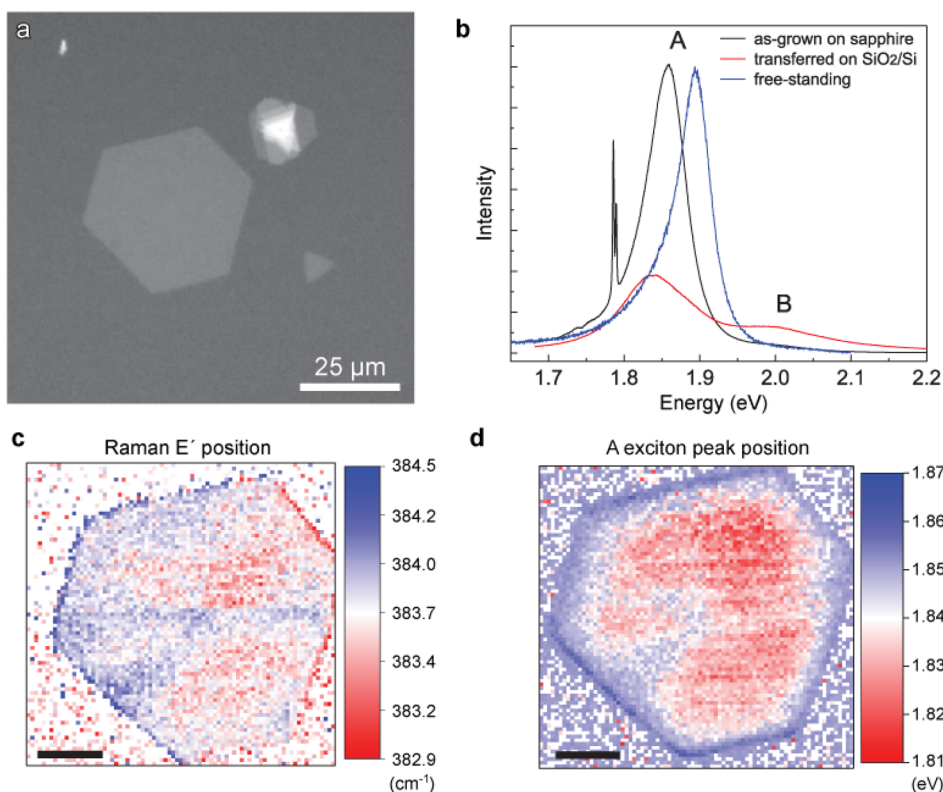 a
25 µm
b
A
B
as-grown on sapphire
transferred on SiO2/Si
free-standing
Intensity
1.7 1.8 1.9 2.0 2.1 2.2
Energy (eV)
c
Raman E´ position
384.5
384.2
384.0
383.7
383.4
383.2
382.9
(cm⁻¹)
d
A exciton peak position
1.87
1.86
1.85
1.84
1.83
1.82
1.81
(eV)